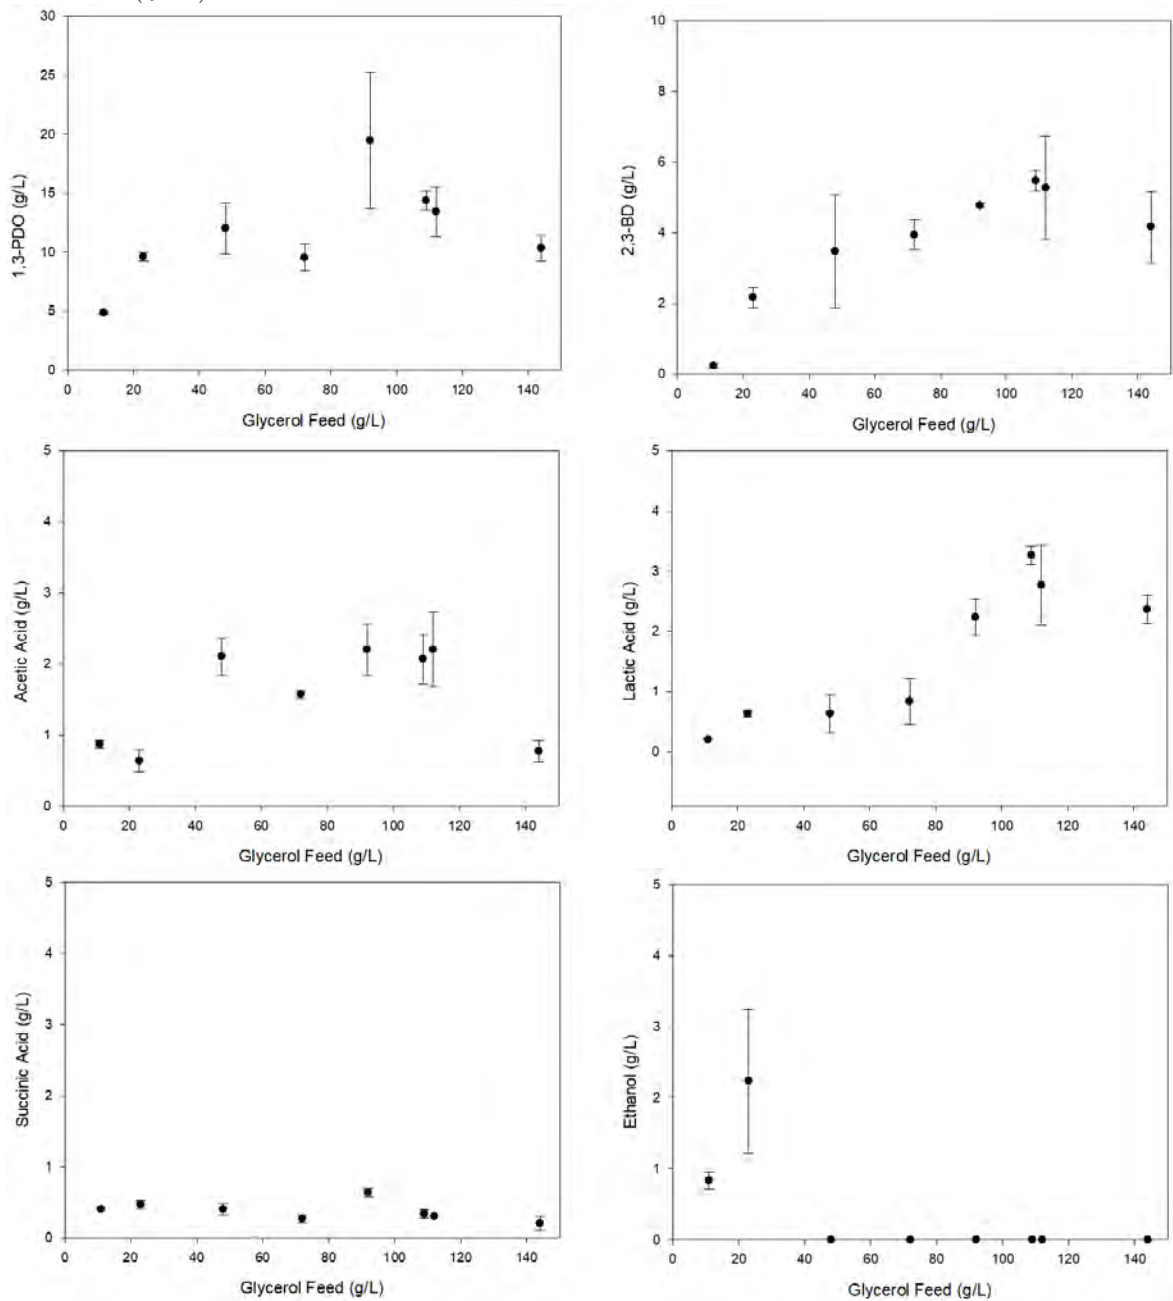 30
25
20
15
10
5
0
1,3-PDO (g/L)
0 20 40 60 80 100 120 140
Glycerol Feed (g/L)
10
8
6
4
2
0
2,3-BD (g/L)
0 20 40 60 80 100 120 140
Glycerol Feed (g/L)
5
4
3
2
1
0
Acetic Acid (g/L)
0 20 40 60 80 100 120 140
Glycerol Feed (g/L)
5
4
3
2
1
0
Lactic Acid (g/L)
0 20 40 60 80 100 120 140
Glycerol Feed (g/L)
5
4
3
2
1
0
Succinic Acid (g/L)
0 20 40 60 80 100 120 140
Glycerol Feed (g/L)
5
4
3
2
1
0
Ethanol (g/L)
0 20 40 60 80 100 120 140
Glycerol Feed (g/L)